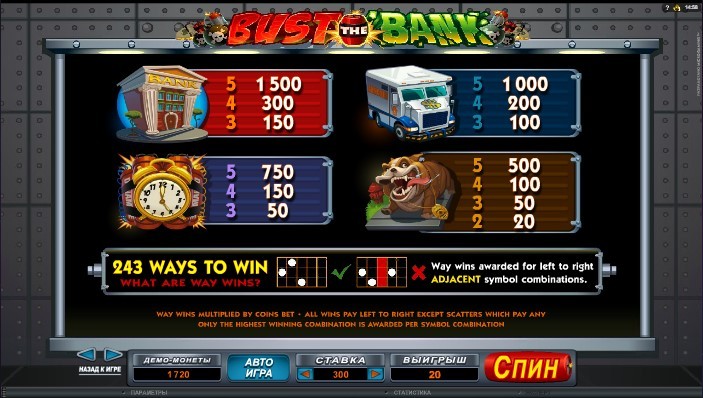 14:58
BUST THE BANK
BANK
5 1 500
4 300
3 150
5 1 000
4 200
3 100
5 750
4 150
3 50
5 500
4 100
3 50
2 20
243 WAYS TO WIN
WHAT ARE WAY WINS?
Way wins awarded for left to right
ADJACENT symbol combinations.
WAY WINS MULTIPLIED BY COINS BET • ALL WINS PAY LEFT TO RIGHT EXCEPT SCATTERS WHICH PAY ANY
ONLY THE HIGHEST WINNING COMBINATION IS AWARDED PER SYMBOL COMBINATION
НАЗАД К ИГРЕ
ДЕМО-МОНЕТЫ
1720
АВТО
ИГРА
СТАВКА
300
ВЫИГРЫШ
20
СПИН
ПАРАМЕТРЫ
СТАТИСТИКА